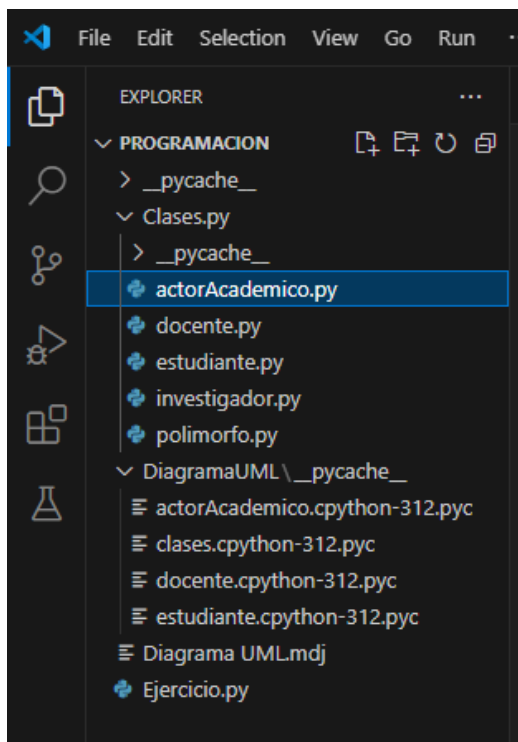 File Edit Selection View Go Run ·
EXPLORER ···
PROGRAMACION
__pycache__
Clases.py
__pycache__
actorAcademico.py
docente.py
estudiante.py
investigador.py
polimorfo.py
DiagramaUML\__pycache__
actorAcademico.cpython-312.pyc
clases.cpython-312.pyc
docente.cpython-312.pyc
estudiante.cpython-312.pyc
Diagrama UML.mdj
Ejercicio.py